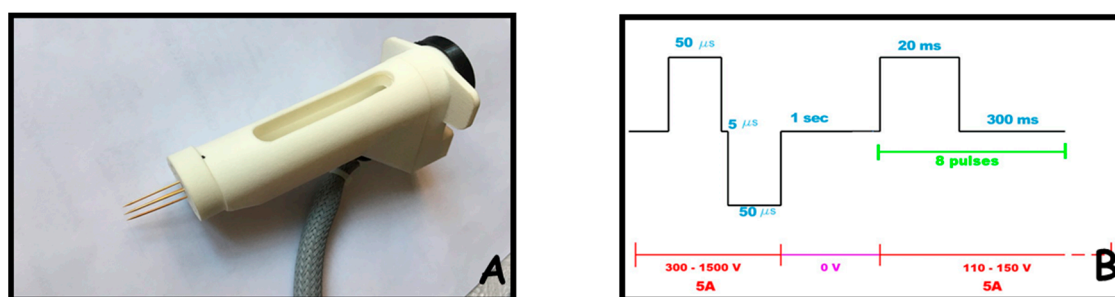 A
50 μs
20 ms
5 μs
1 sec
300 ms
8 pulses
50 μs
300 - 1500 V
0 V
110 - 150 V
5A
5A
B